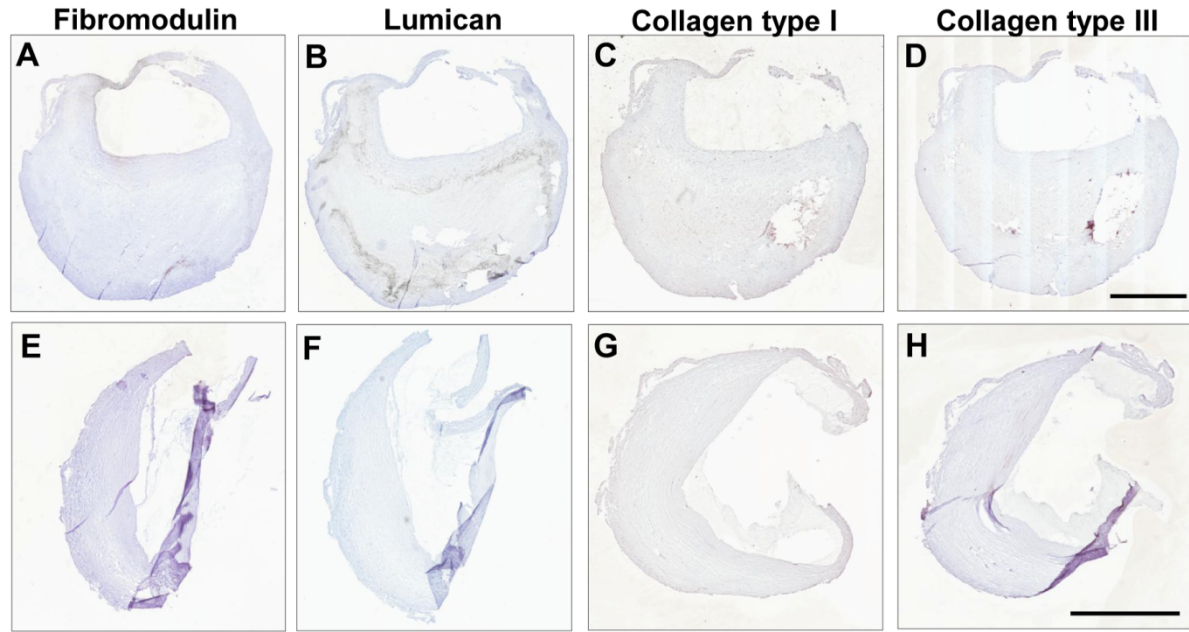 Fibromodulin Lumican Collagen type I Collagen type III
A B C D
E F G H